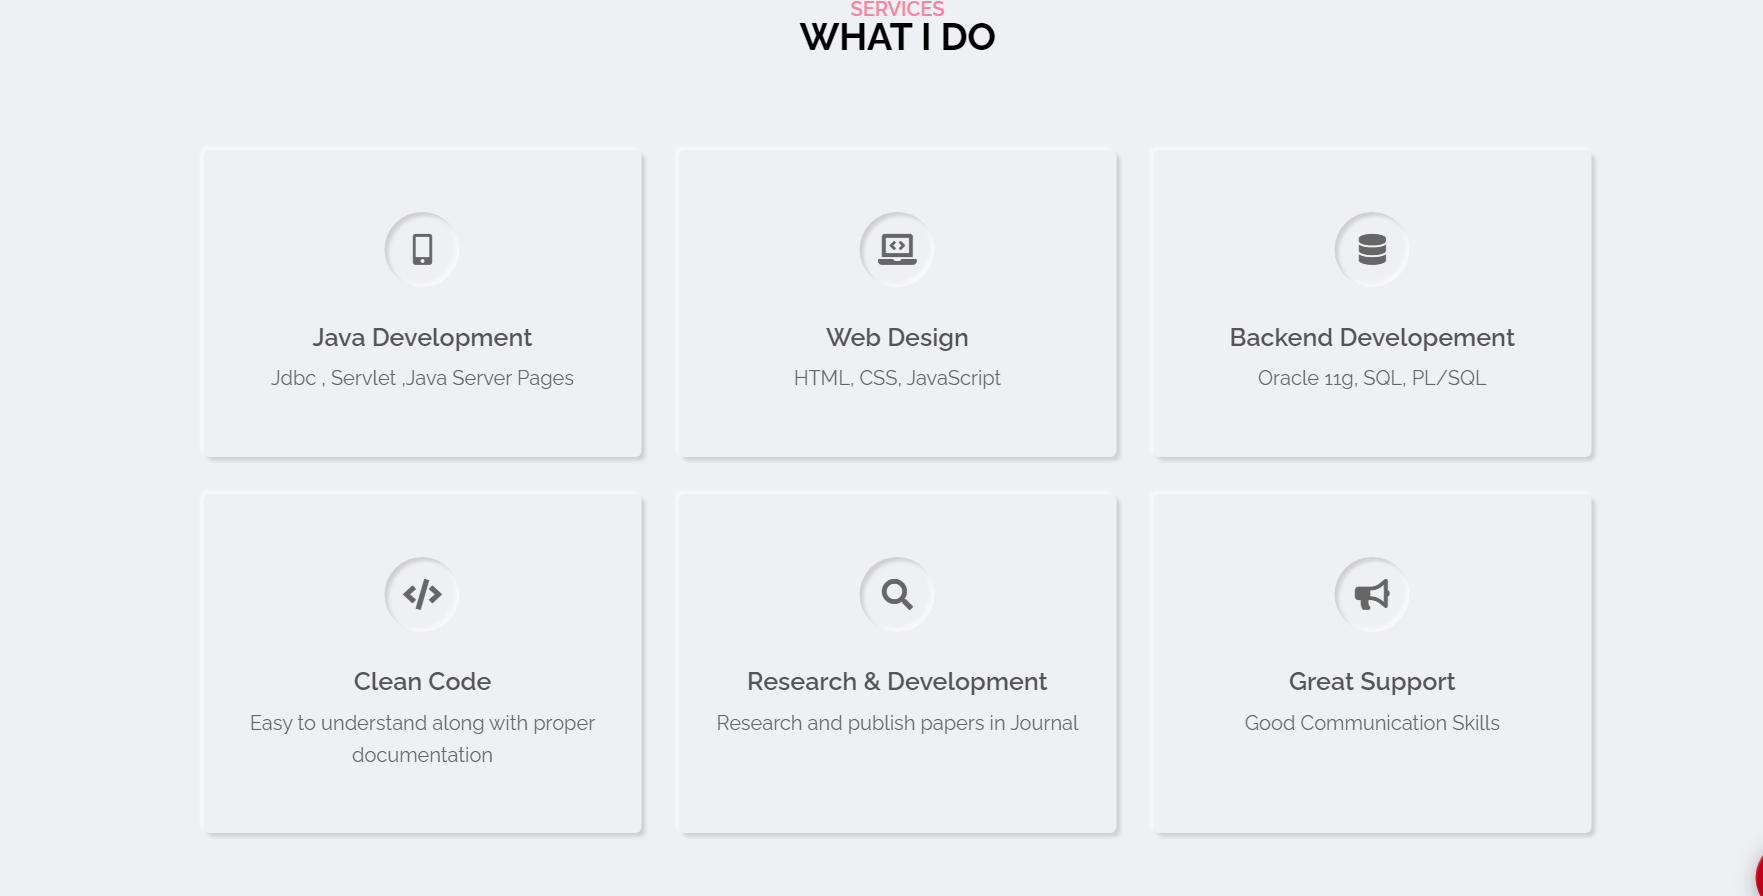 SERVICES
WHAT I DO
Java Development
Jdbc , Servlet ,Java Server Pages
Web Design
HTML, CSS, JavaScript
Backend Developement
Oracle 11g, SQL, PL/SQL
Clean Code
Easy to understand along with proper
documentation
Research & Development
Research and publish papers in Journal
Great Support
Good Communication Skills